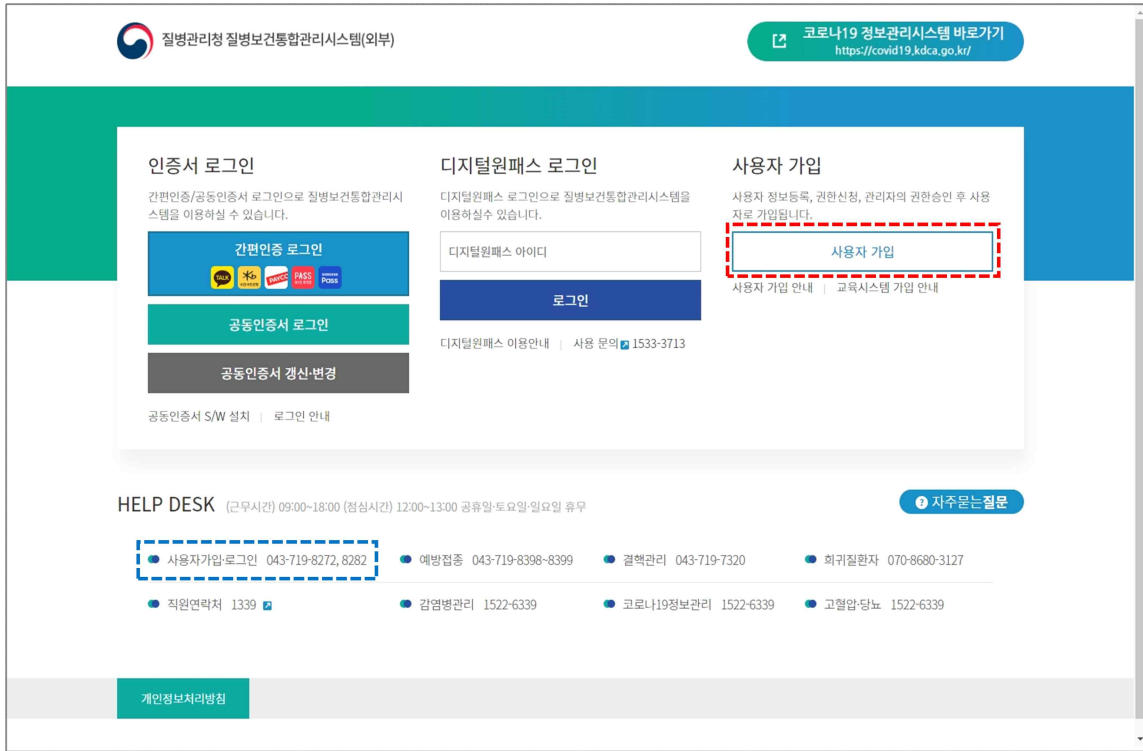 질병관리청 질병보건통합관리시스템(외부)
코로나19 정보관리시스템 바로가기
https://covid19.kdca.go.kr/
인증서 로그인
간편인증/공동인증서 로그인으로 질병보건통합관리시
스템을 이용하실 수 있습니다.
간편인증 로그인
TALK
PAYCO
PASS
Pass
공동인증서 로그인
공동인증서 갱신·변경
공동인증서 S/W 설치 | 로그인 안내
디지털원패스 로그인
디지털원패스 로그인으로 질병보건통합관리시스템을
이용하실수 있습니다.
디지털원패스 아이디
로그인
디지털원패스 이용안내 | 사용 문의 1533-3713
사용자 가입
사용자 정보등록, 권한신청, 관리자의 권한승인 후 사용
자로 가입됩니다.
사용자 가입
사용자 가입 안내 | 교육시스템 가입 안내
HELP DESK (근무시간) 09:00~18:00 (점심시간) 12:00~13:00 공휴일·토요일·일요일 휴무
? 자주묻는질문
사용자가입·로그인 043-719-8272, 8282 예방접종 043-719-8398~8399 결핵관리 043-719-7320 희귀질환자 070-8680-3127
직원연락처 1339 감염병관리 1522-6339 코로나19정보관리 1522-6339 고혈압·당뇨 1522-6339
개인정보처리방침